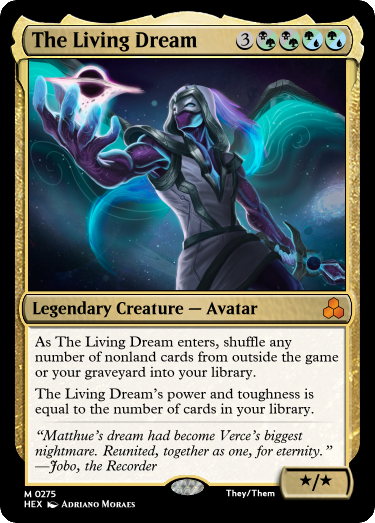 The Living Dream 3
Legendary Creature — Avatar
As The Living Dream enters, shuffle any
number of nonland cards from outside the game
or your graveyard into your library.
The Living Dream’s power and toughness is
equal to the number of cards in your library.
“Matthue’s dream had become Verce’s biggest
nightmare. Reunited, together as one, for eternity.”
—Jobo, the Recorder
★/★
M 0275
HEX Adriano Moraes
They/Them